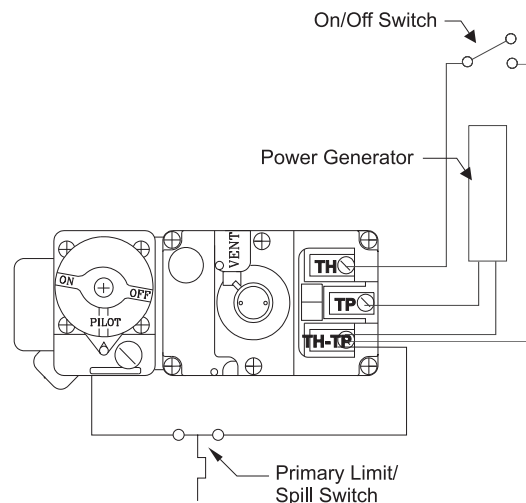 On/Off Switch
Power Generator
VENT
TH
TP
TH-TP
ON
OFF
PILOT
Primary Limit/
Spill Switch